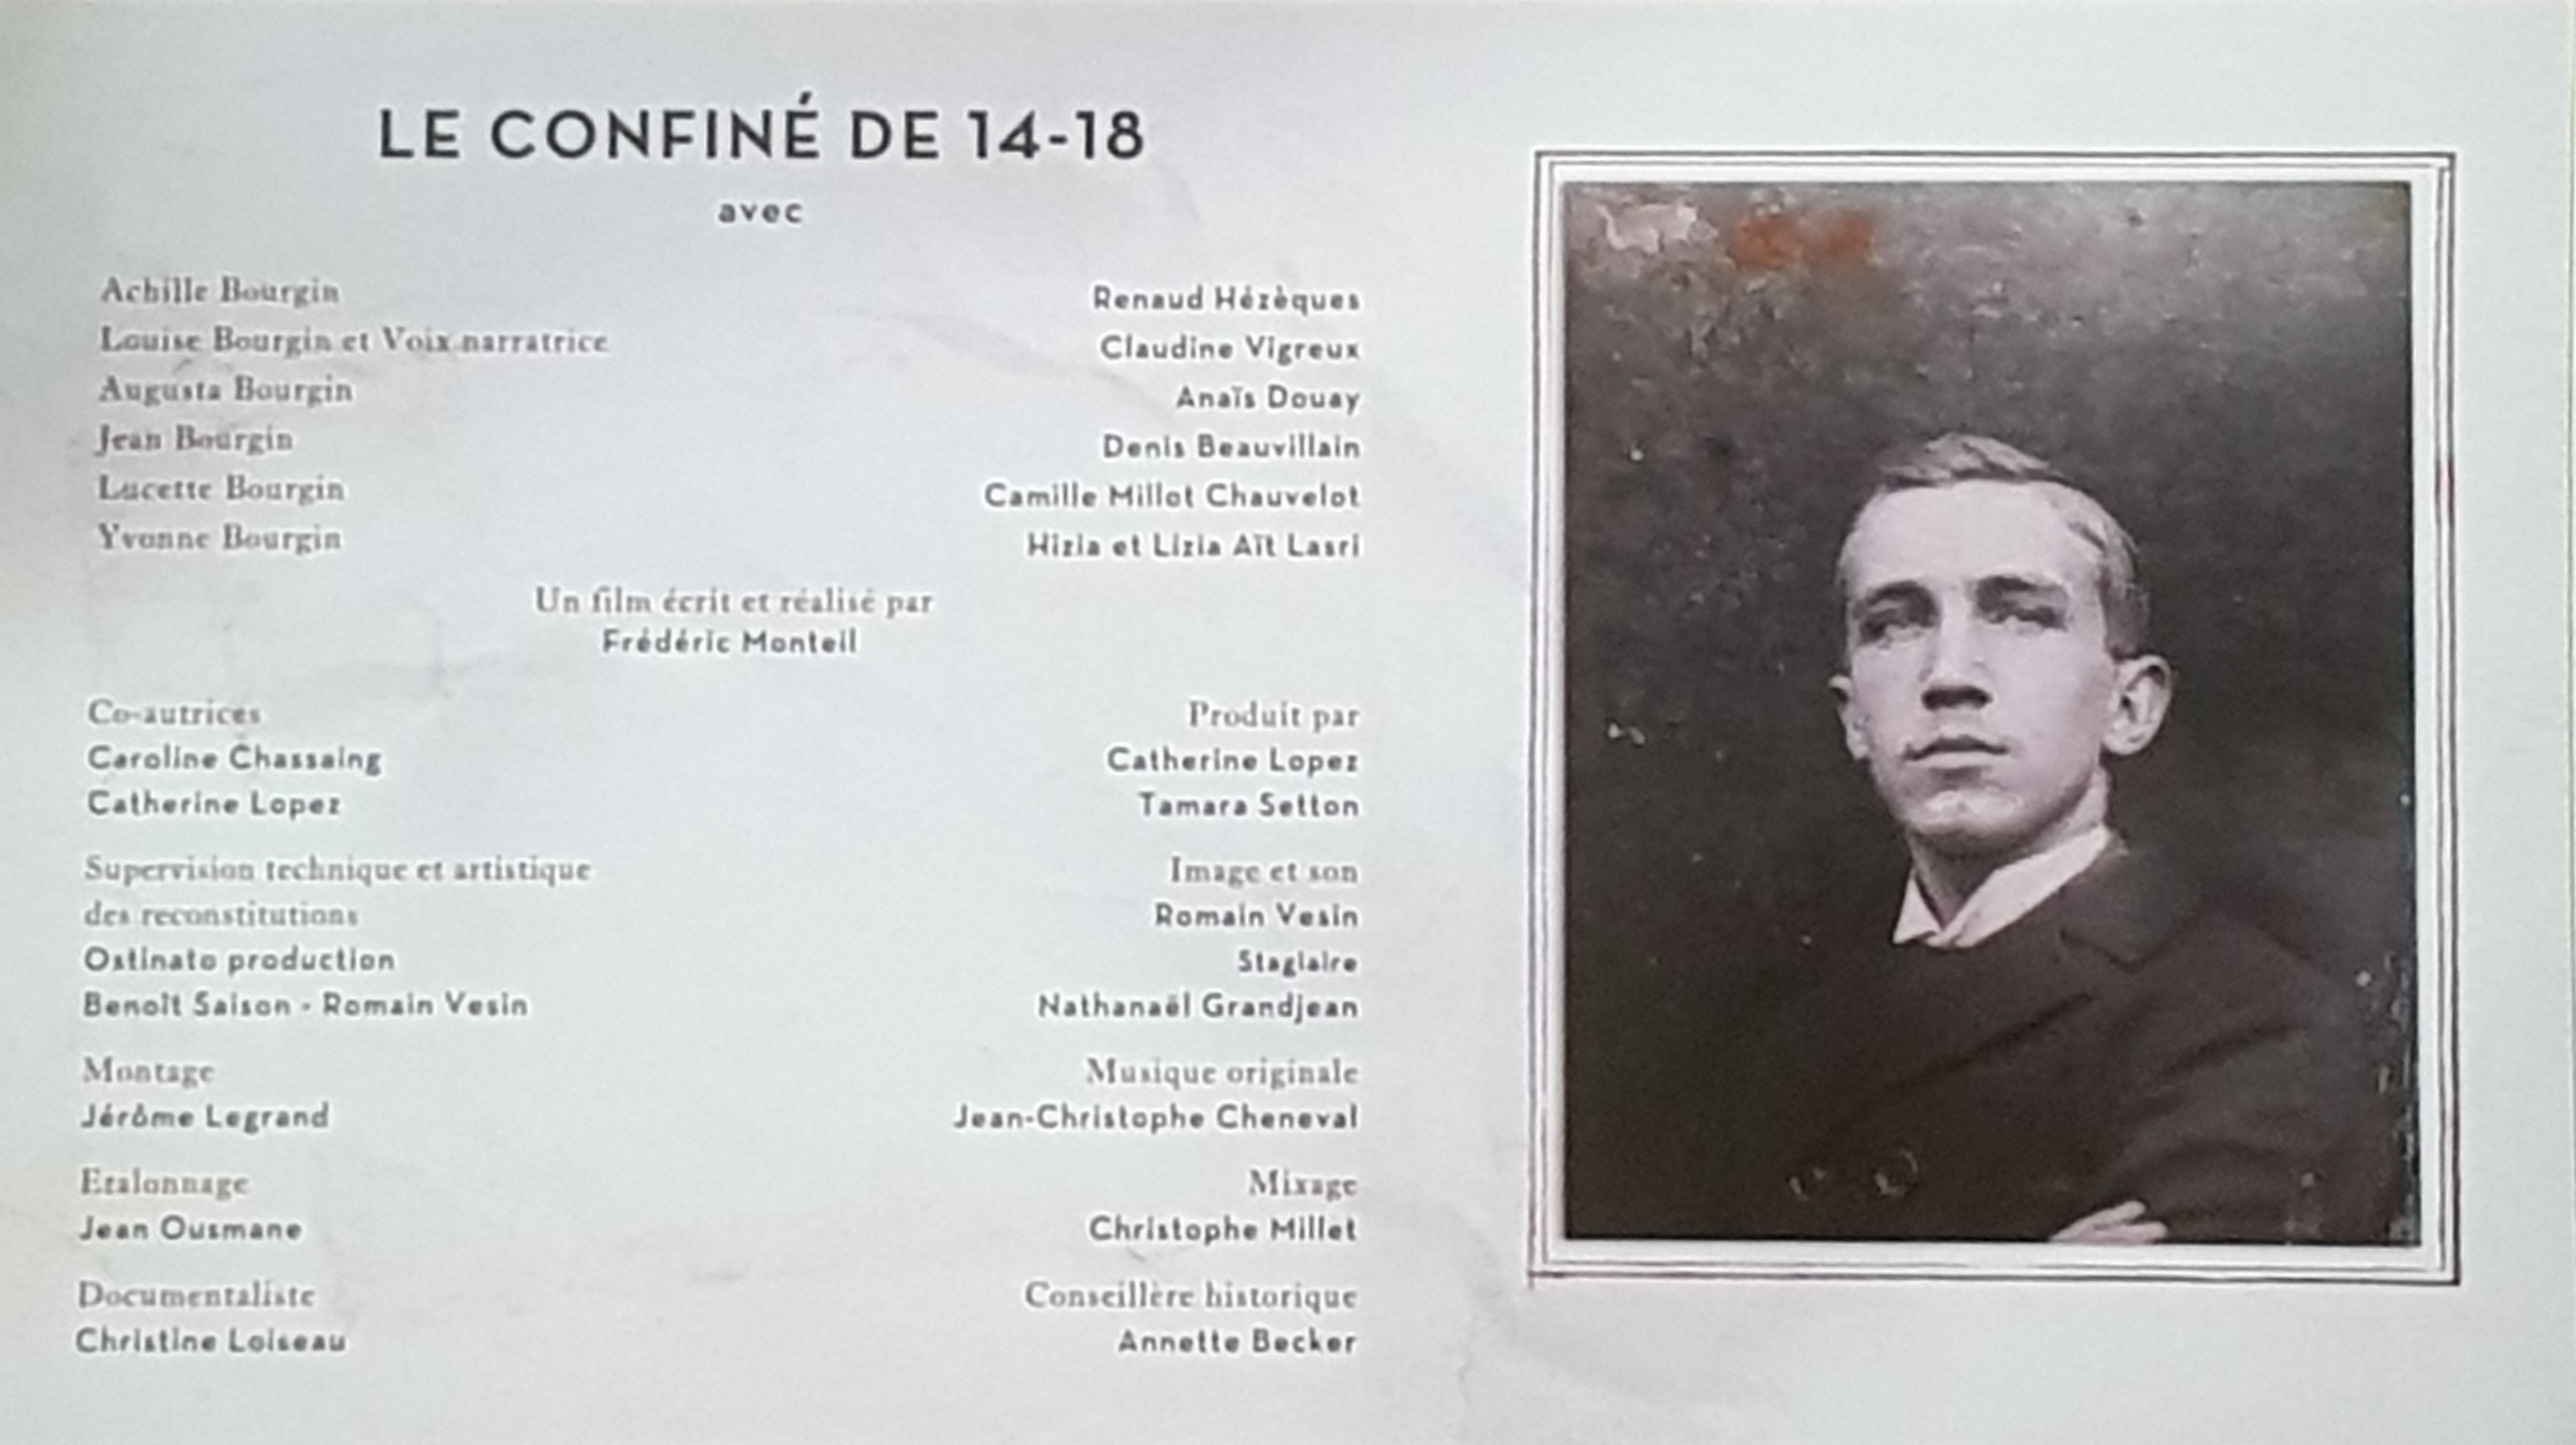 LE CONFINÉ DE 14-18
avec
Achille Bourgin
Renaud Hézèques
Louise Bourgin et Voix narratrice
Claudine Vigreux
Augusta Bourgin
Anaïs Douay
Jean Bourgin
Denis Beauvillain
Lucette Bourgin
Camille Millot Chauvelot
Yvonne Bourgin
Hizia et Lizia Aït Lasri
Un film écrit et réalisé par
Frédéric Monteil
Co-autrices
Caroline Chassaing
Catherine Lopez
Produit par
Catherine Lopez
Tamara Setton
Supervision technique et artistique
des reconstitutions
Ostinato production
Benoît Saison - Romain Vesin
Image et son
Romain Vesin
Stagiaire
Nathanaël Grandjean
Montage
Jérôme Legrand
Musique originale
Jean-Christophe Cheneval
Etalonnage
Jean Ousmane
Mixage
Christophe Millet
Documentaliste
Christine Loiseau
Conseillère historique
Annette Becker